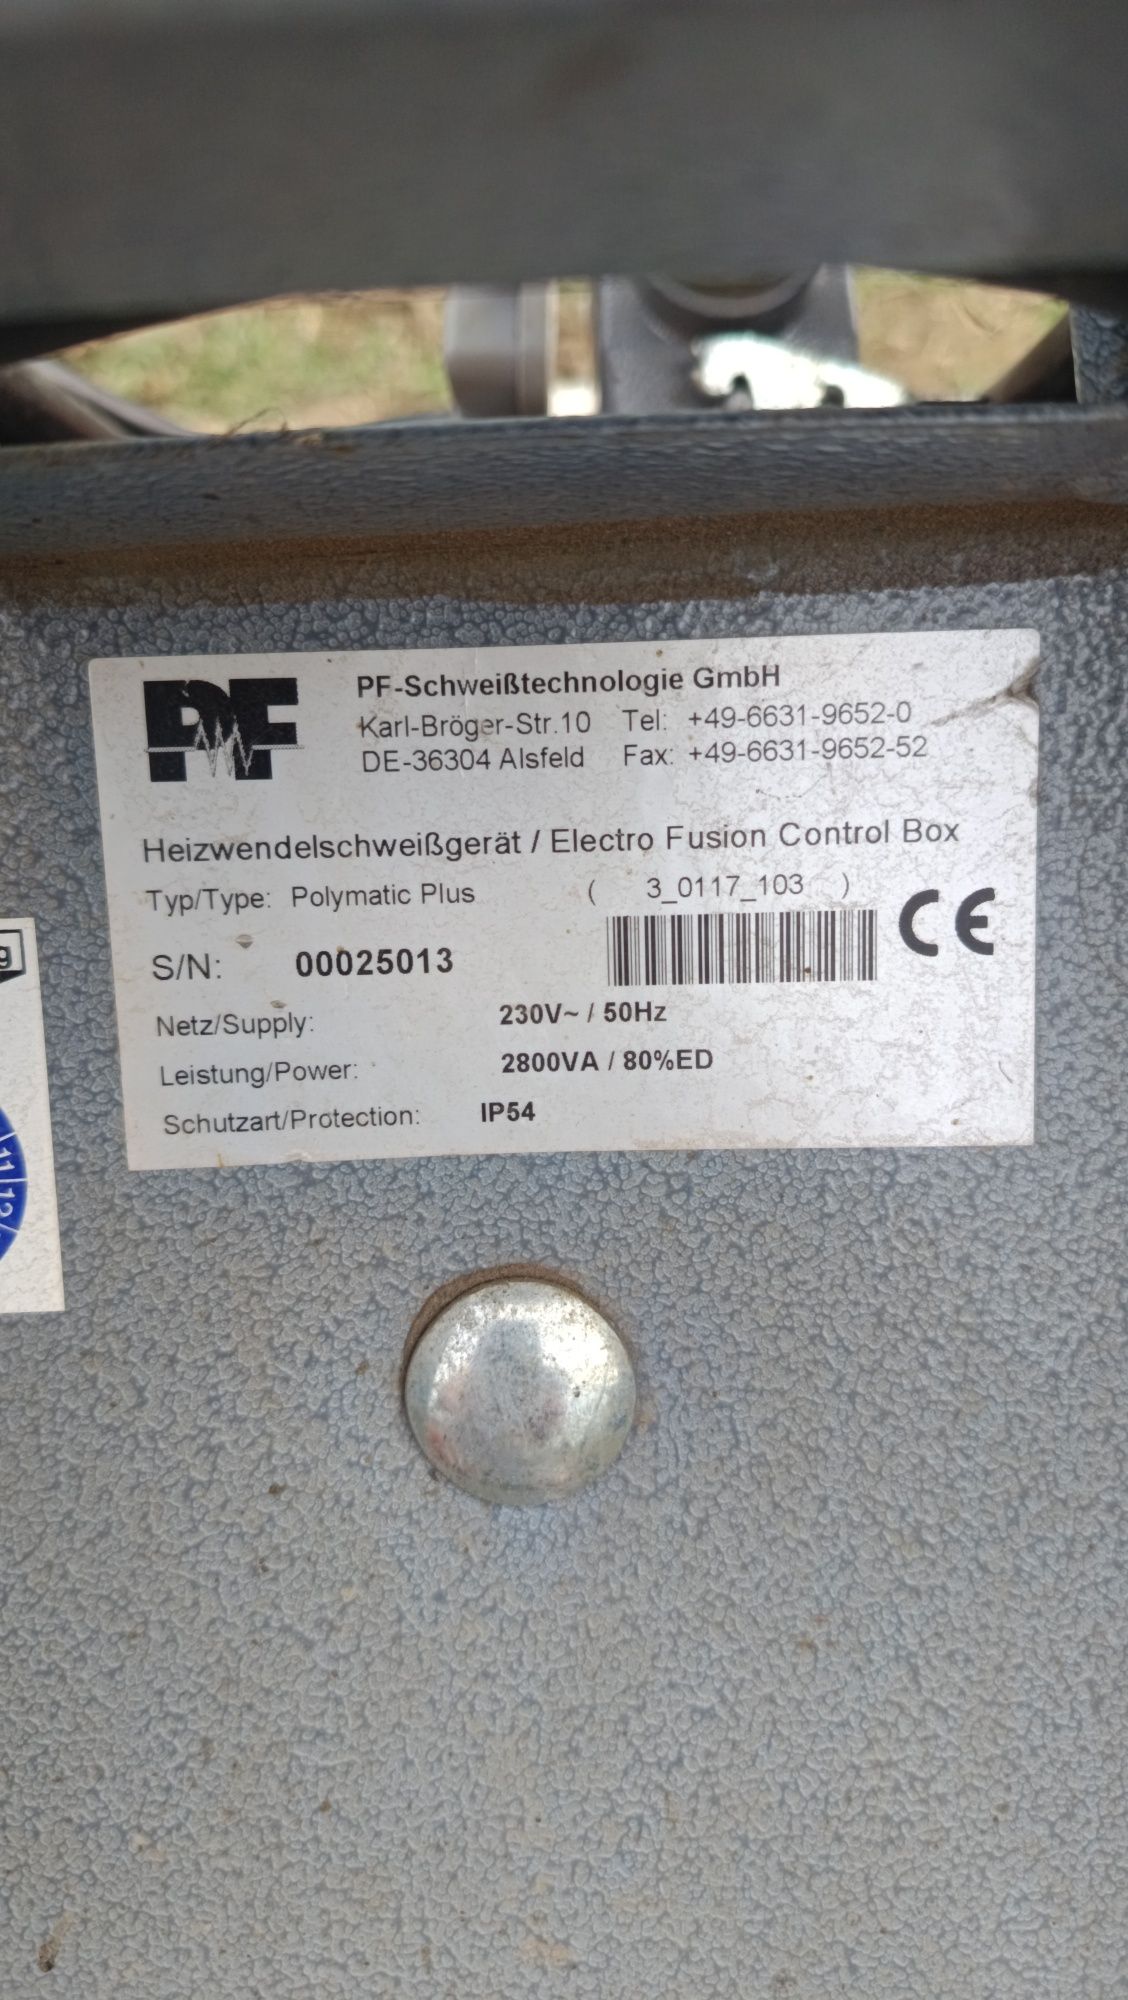 PF
PF-Schweißtechnologie GmbH
Karl-Bröger-Str.10 Tel: +49-6631-9652-0
DE-36304 Alsfeld Fax: +49-6631-9652-52
Heizwendelschweißgerät / Electro Fusion Control Box
Typ/Type: Polymatic Plus ( 3_0117_103 )
CE
S/N: 00025013
Netz/Supply: 230V~ / 50Hz
Leistung/Power: 2800VA / 80%ED
Schutzart/Protection: IP54
g
11 12